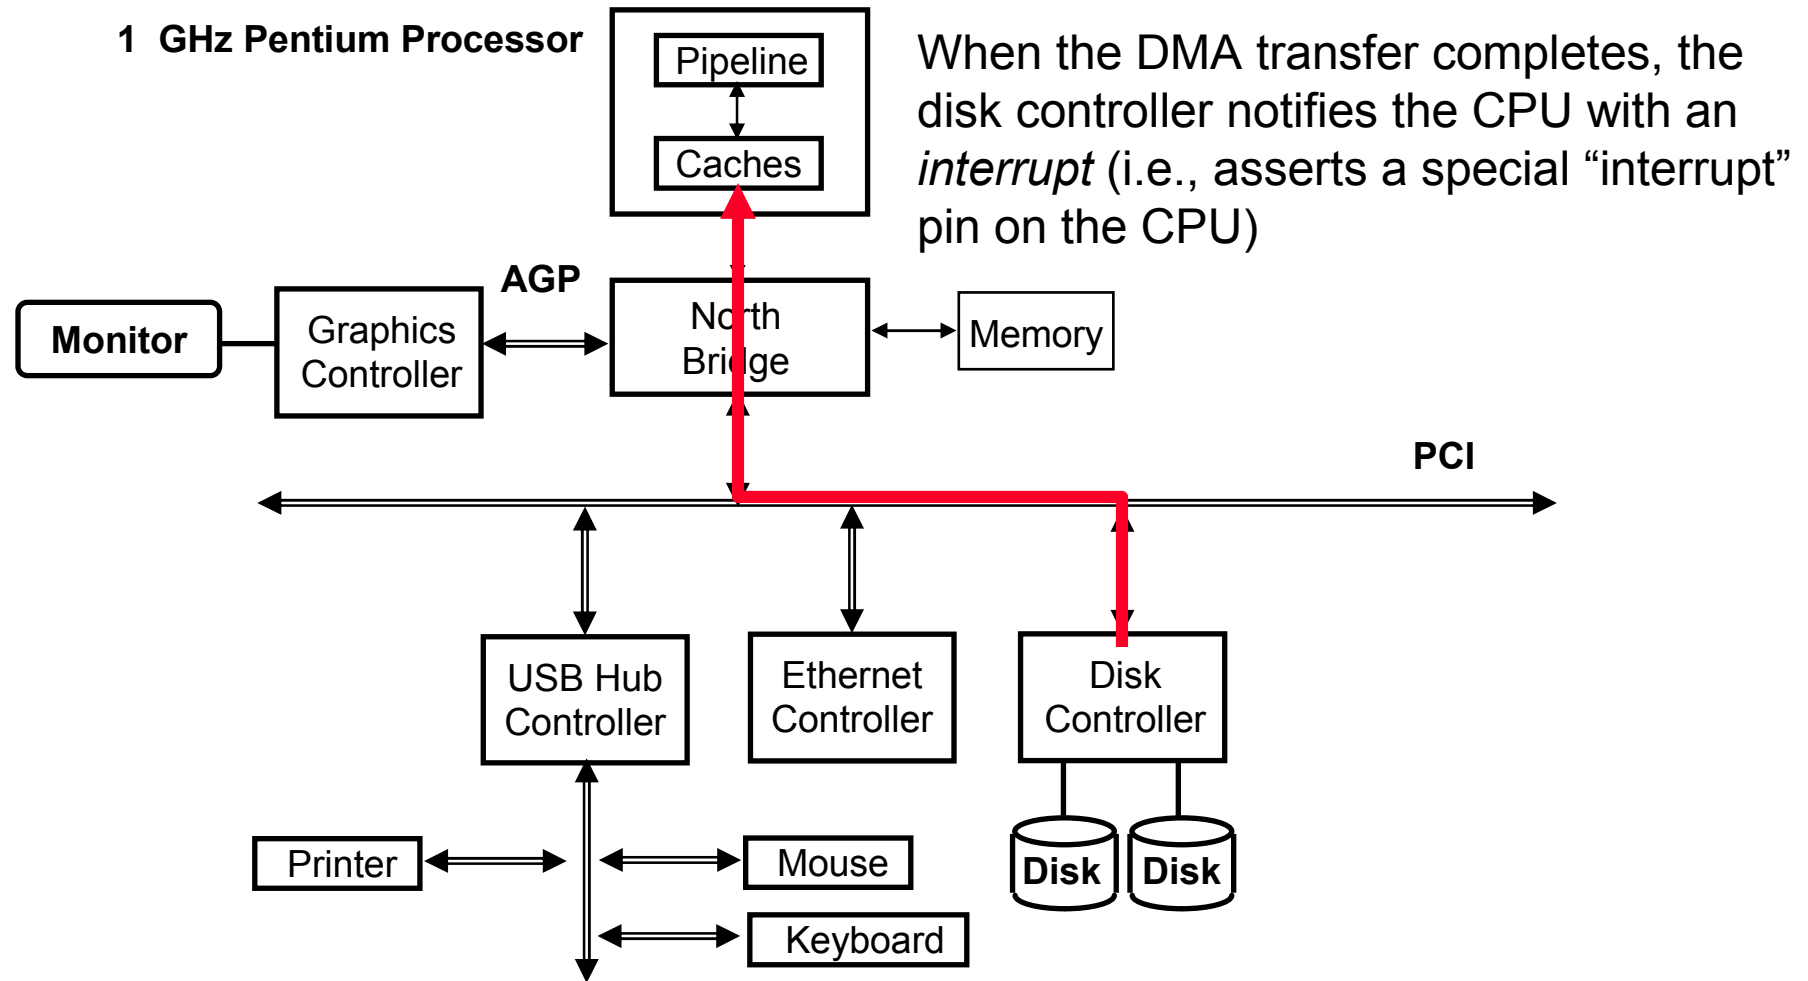 1 GHz Pentium Processor
Pipeline
Caches
When the DMA transfer completes, the
disk controller notifies the CPU with an
interrupt (i.e., asserts a special “interrupt”
pin on the CPU)
Monitor
Graphics
Controller
AGP
North
Bridge
Memory
PCI
USB Hub
Controller
Ethernet
Controller
Disk
Controller
Printer
Mouse
Keyboard
Disk
Disk